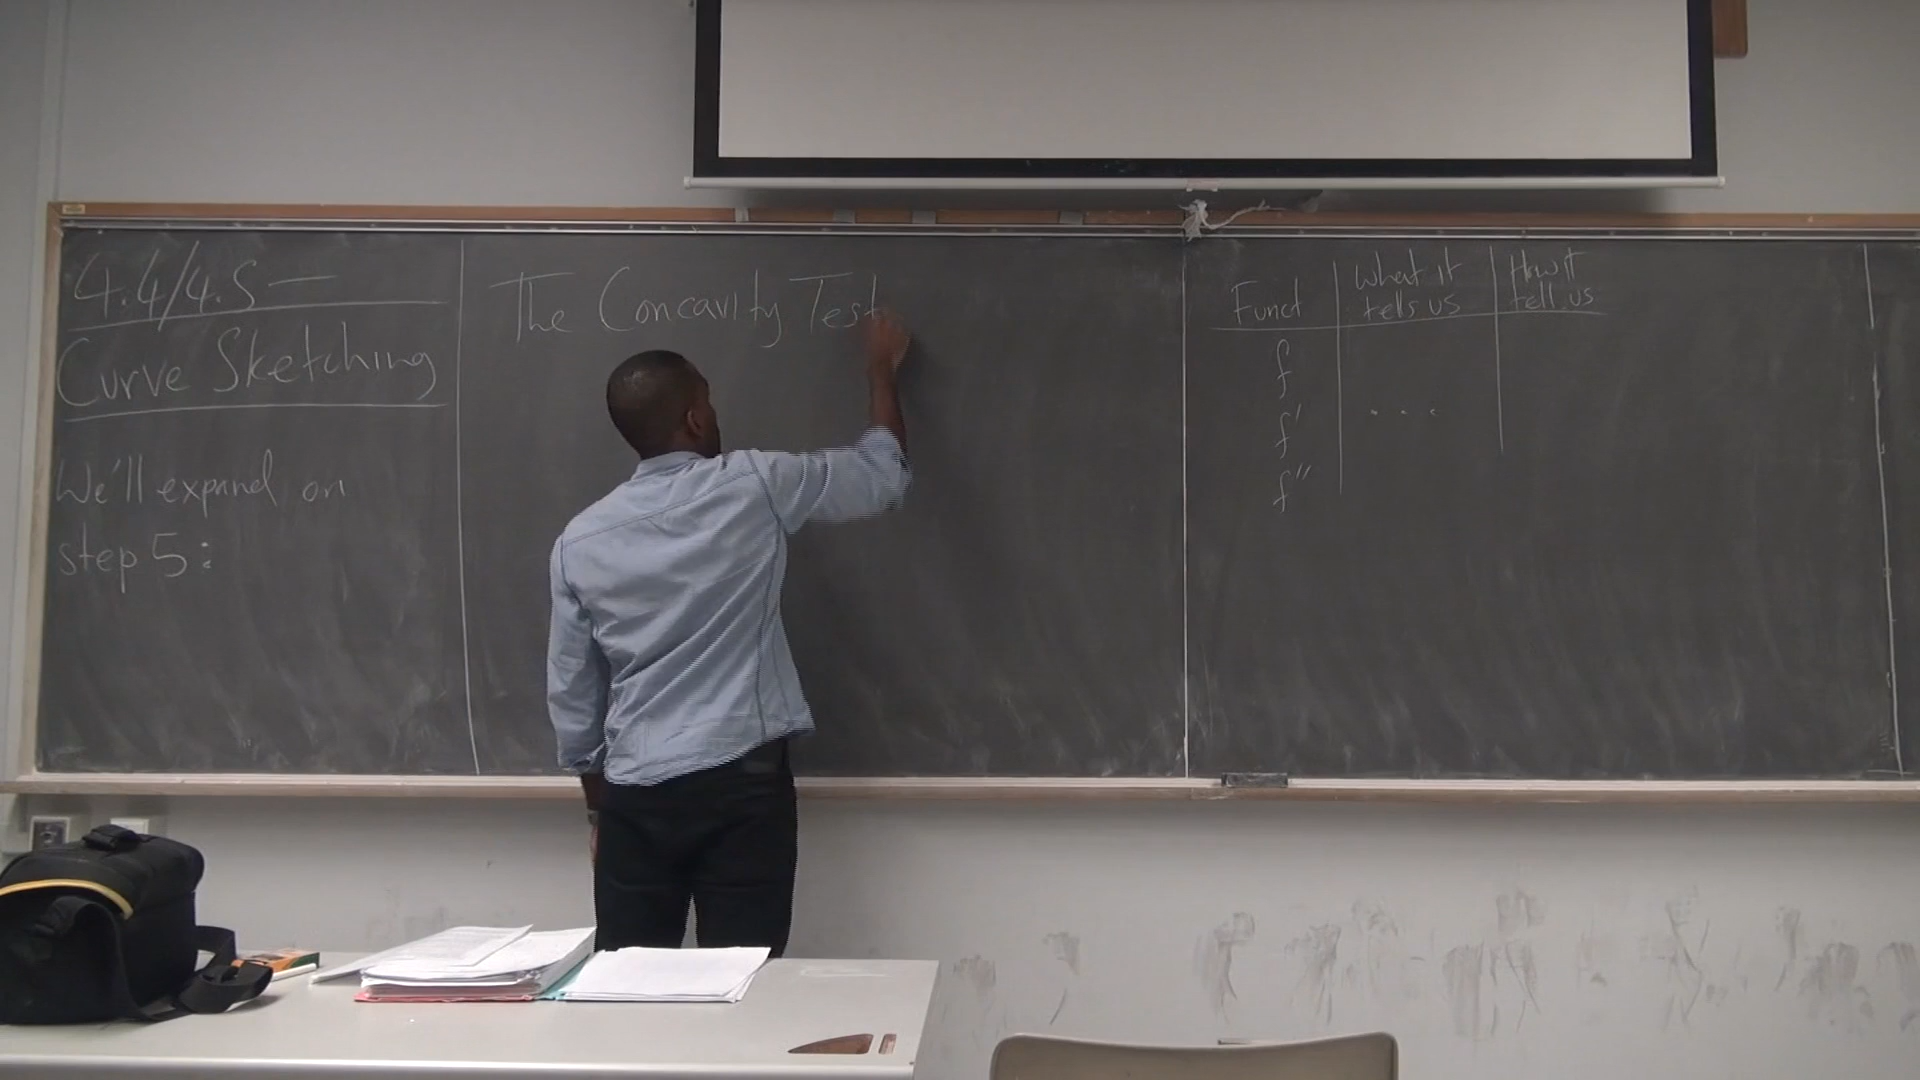 4.4/4.5 –
Curve Sketching
We'll expand on
step 5:
The Concavity Test
Funct
What it
tells us
How it
tell us
f
f'
...
f''